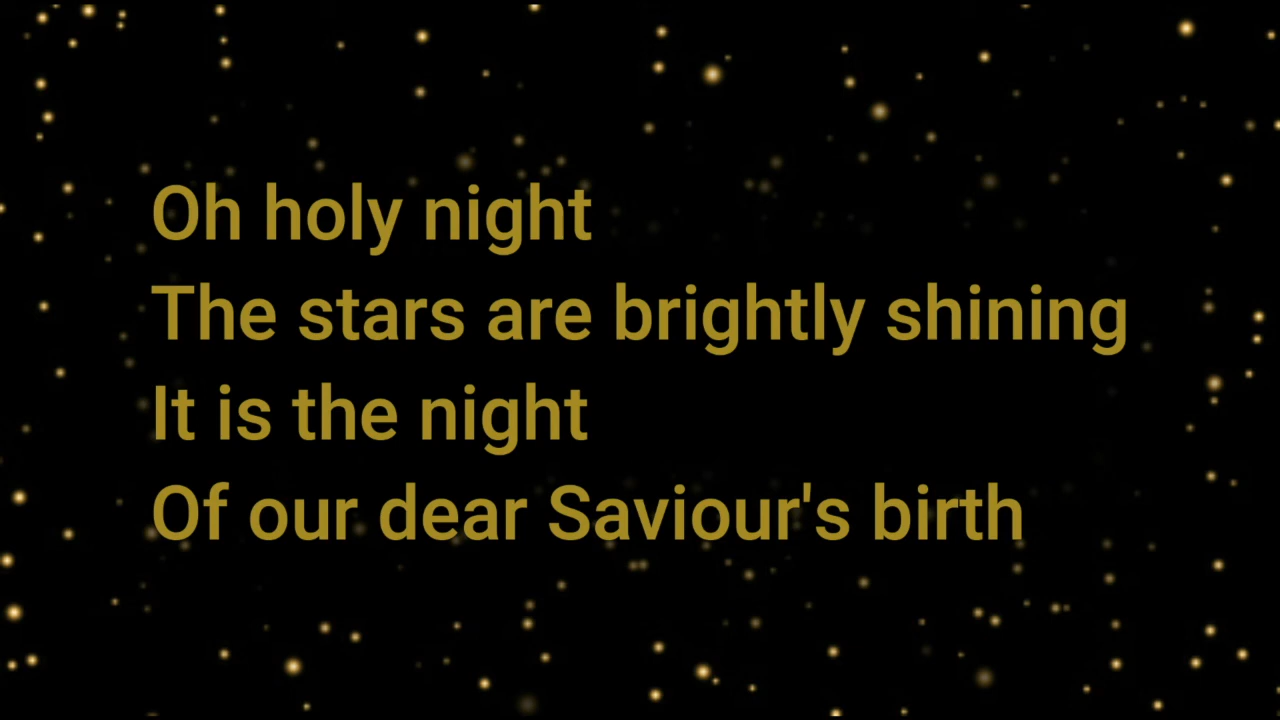 Oh holy night
The stars are brightly shining
It is the night
Of our dear Saviour's birth